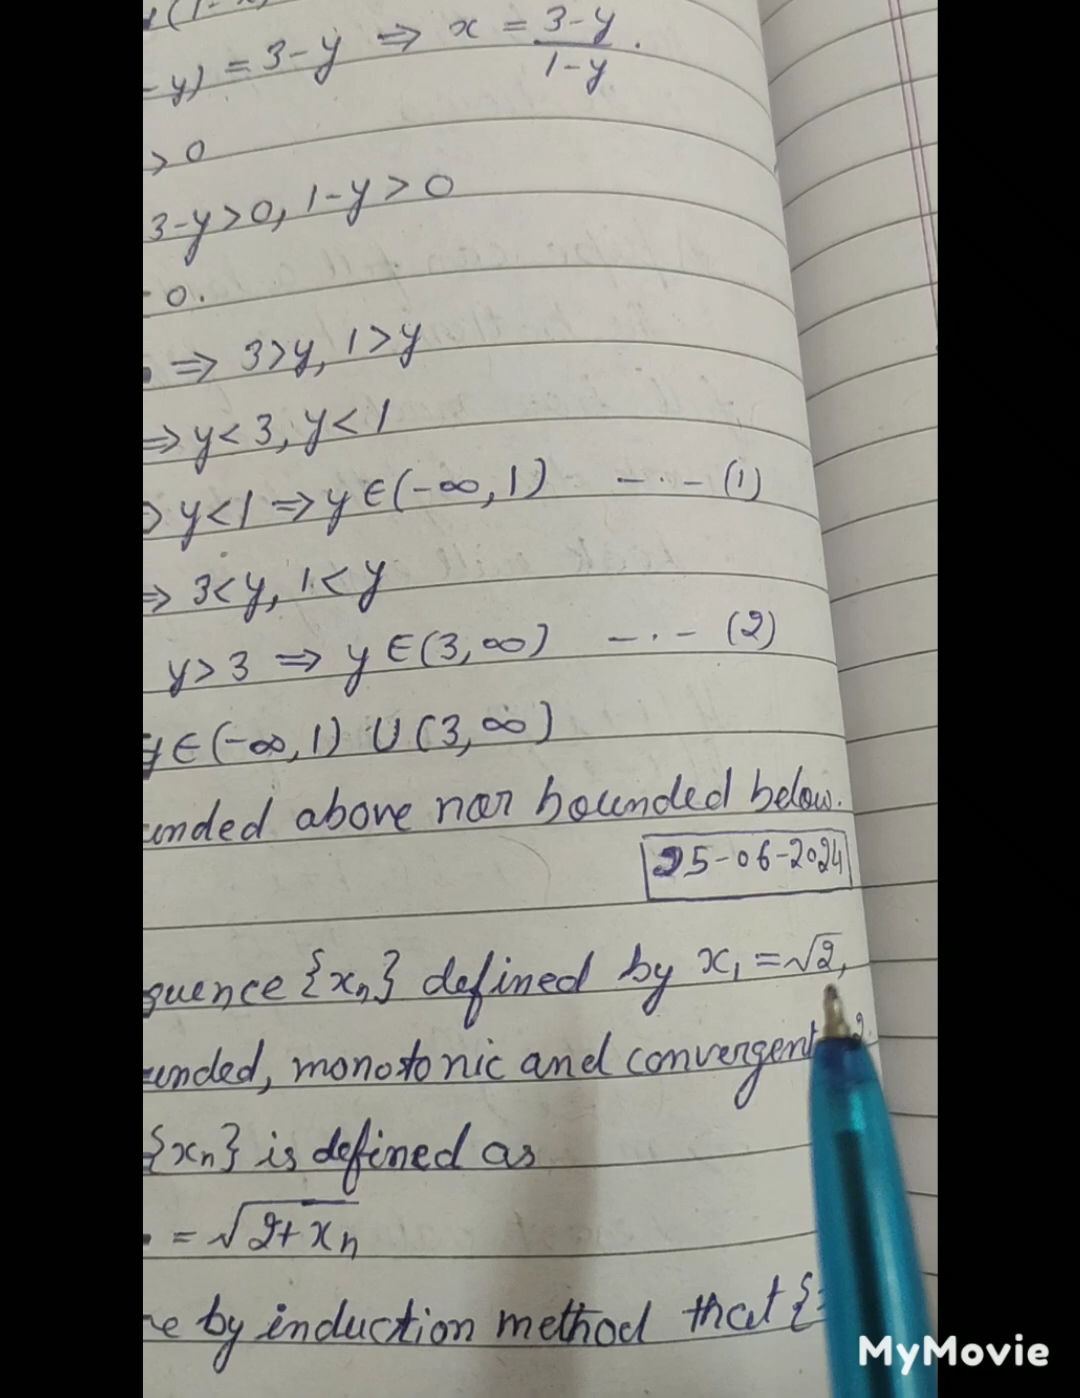 -y) = 3-y ⇒ x = 3-y / 1-y .
> 0
3-y>0, 1-y > 0
0.
⇒ 3>y, 1>y
⇒ y<3, y<1
⇒ y<1 ⇒ y∈(-∞, 1) -·- (1)
⇒ 3<y, 1<y
y>3 ⇒ y∈(3, ∞) -·- (2)
y∈(-∞, 1) ∪ (3, ∞)
unded above nor bounded below.
25-06-2024
quence {xₙ} defined by x₁ = √2,
unded, monotonic and convergent
{xₙ} is defined as
= √2+xₙ
by induction method that {
MyMovie